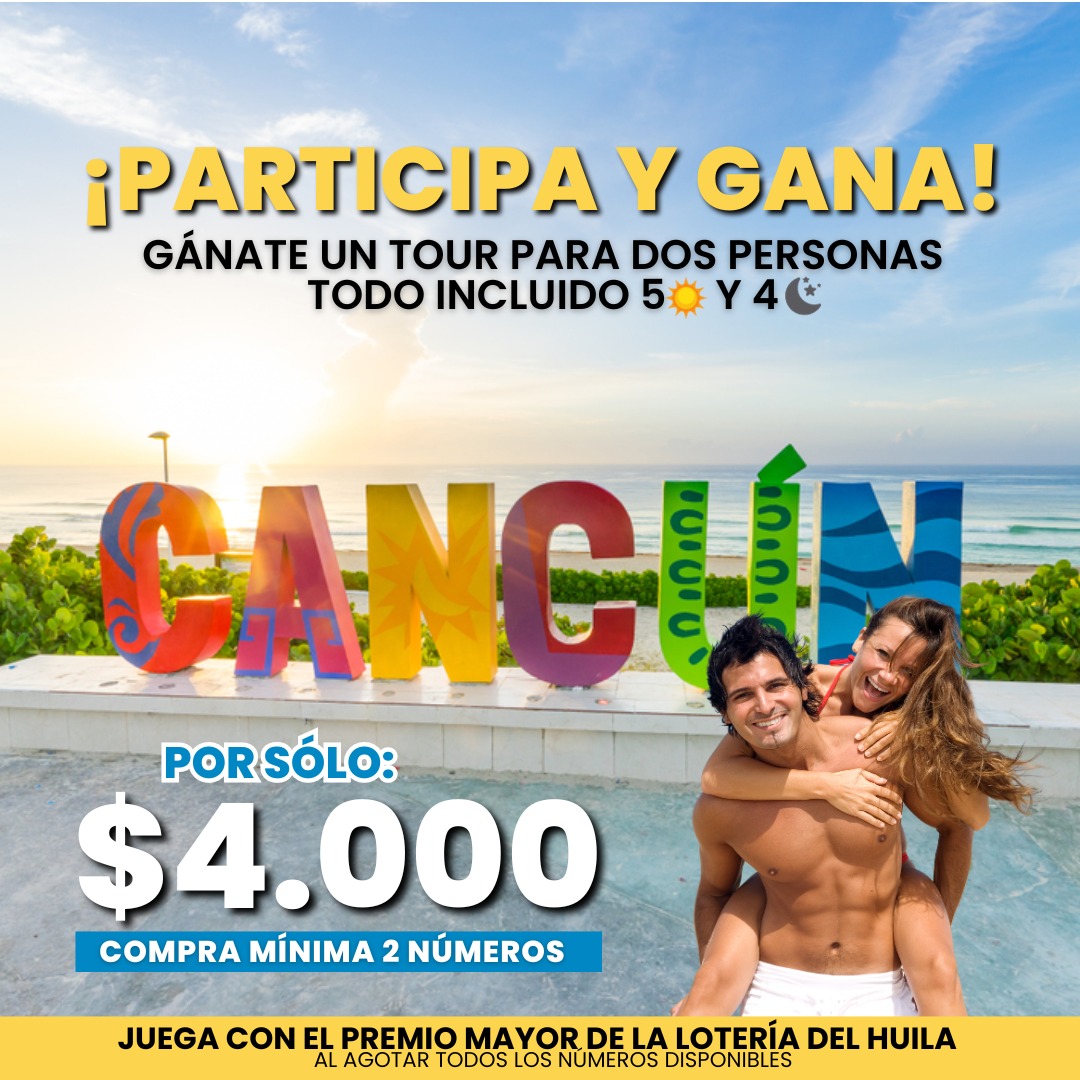 ¡PARTICIPA Y GANA!
GÁNATE UN TOUR PARA DOS PERSONAS
TODO INCLUIDO 5☀️ Y 4🌙
CANCÚN
POR SÓLO:
$4.000
COMPRA MÍNIMA 2 NÚMEROS
JUEGA CON EL PREMIO MAYOR DE LA LOTERÍA DEL HUILA
AL AGOTAR TODOS LOS NÚMEROS DISPONIBLES